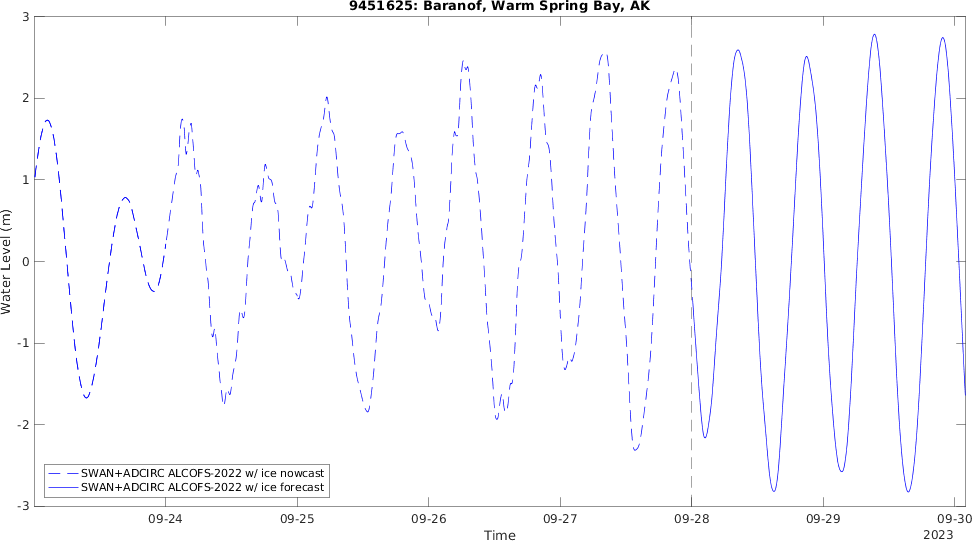 9451625: Baranof, Warm Spring Bay, AK
3
2
1
0
-1
-2
-3
Water Level (m)
SWAN+ADCIRC ALCOFS-2022 w/ ice nowcast
SWAN+ADCIRC ALCOFS-2022 w/ ice forecast
09-24 09-25 09-26 09-27 09-28 09-29 09-30
Time
2023